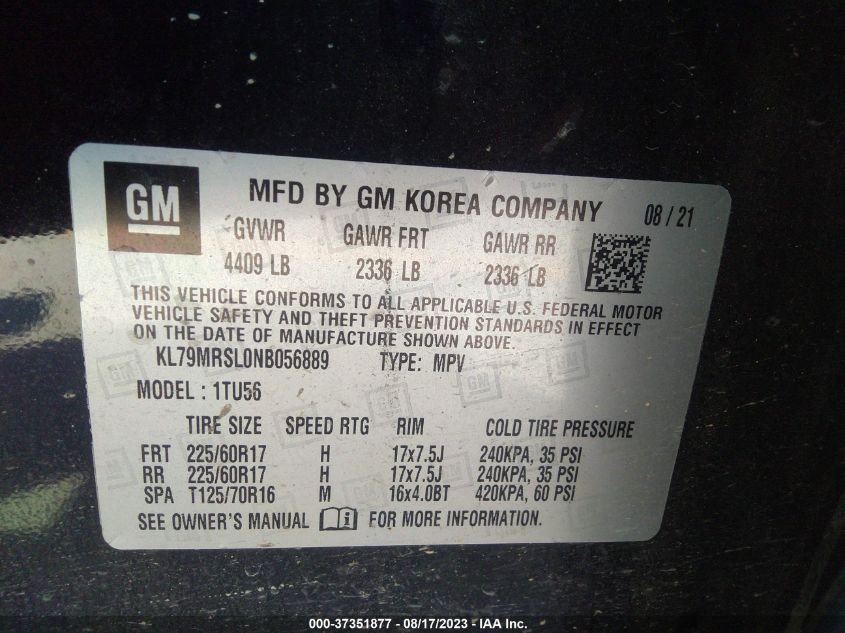 GM
MFD BY GM KOREA COMPANY 08 / 21
GVWR GAWR FRT GAWR RR
4409 LB 2336 LB 2336 LB
THIS VEHICLE CONFORMS TO ALL APPLICABLE U.S. FEDERAL MOTOR
VEHICLE SAFETY AND THEFT PREVENTION STANDARDS IN EFFECT
ON THE DATE OF MANUFACTURE SHOWN ABOVE.
KL79MRSL0NB056889 TYPE: MPV
MODEL : 1TU56
TIRE SIZE SPEED RTG RIM COLD TIRE PRESSURE
FRT 225/60R17 H 17x7.5J 240KPA, 35 PSI
RR 225/60R17 H 17x7.5J 240KPA, 35 PSI
SPA T125/70R16 M 16x4.0BT 420KPA, 60 PSI
SEE OWNER'S MANUAL FOR MORE INFORMATION.
000-37351877 - 08/17/2023 - IAA Inc.